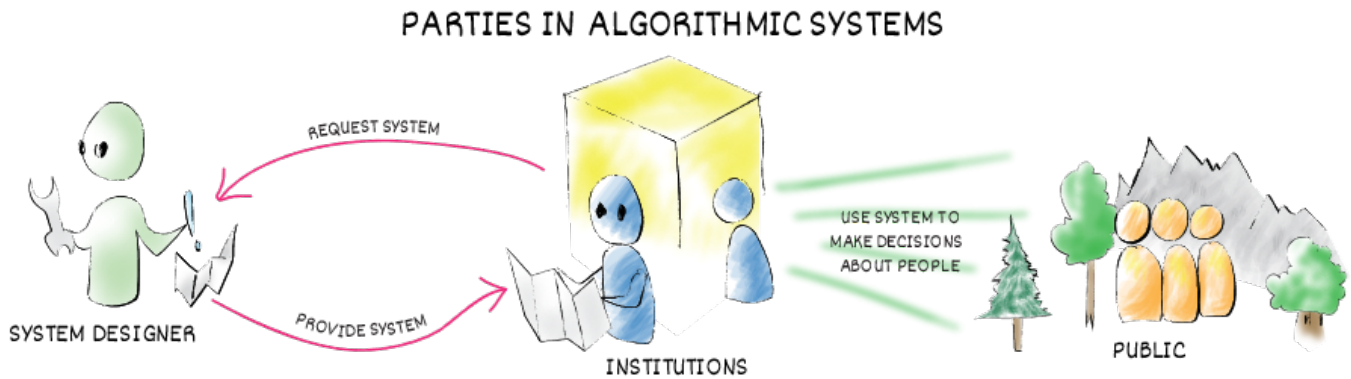 PARTIES IN ALGORITHMIC SYSTEMS
REQUEST SYSTEM
PROVIDE SYSTEM
USE SYSTEM TO
MAKE DECISIONS
ABOUT PEOPLE
SYSTEM DESIGNER
INSTITUTIONS
PUBLIC